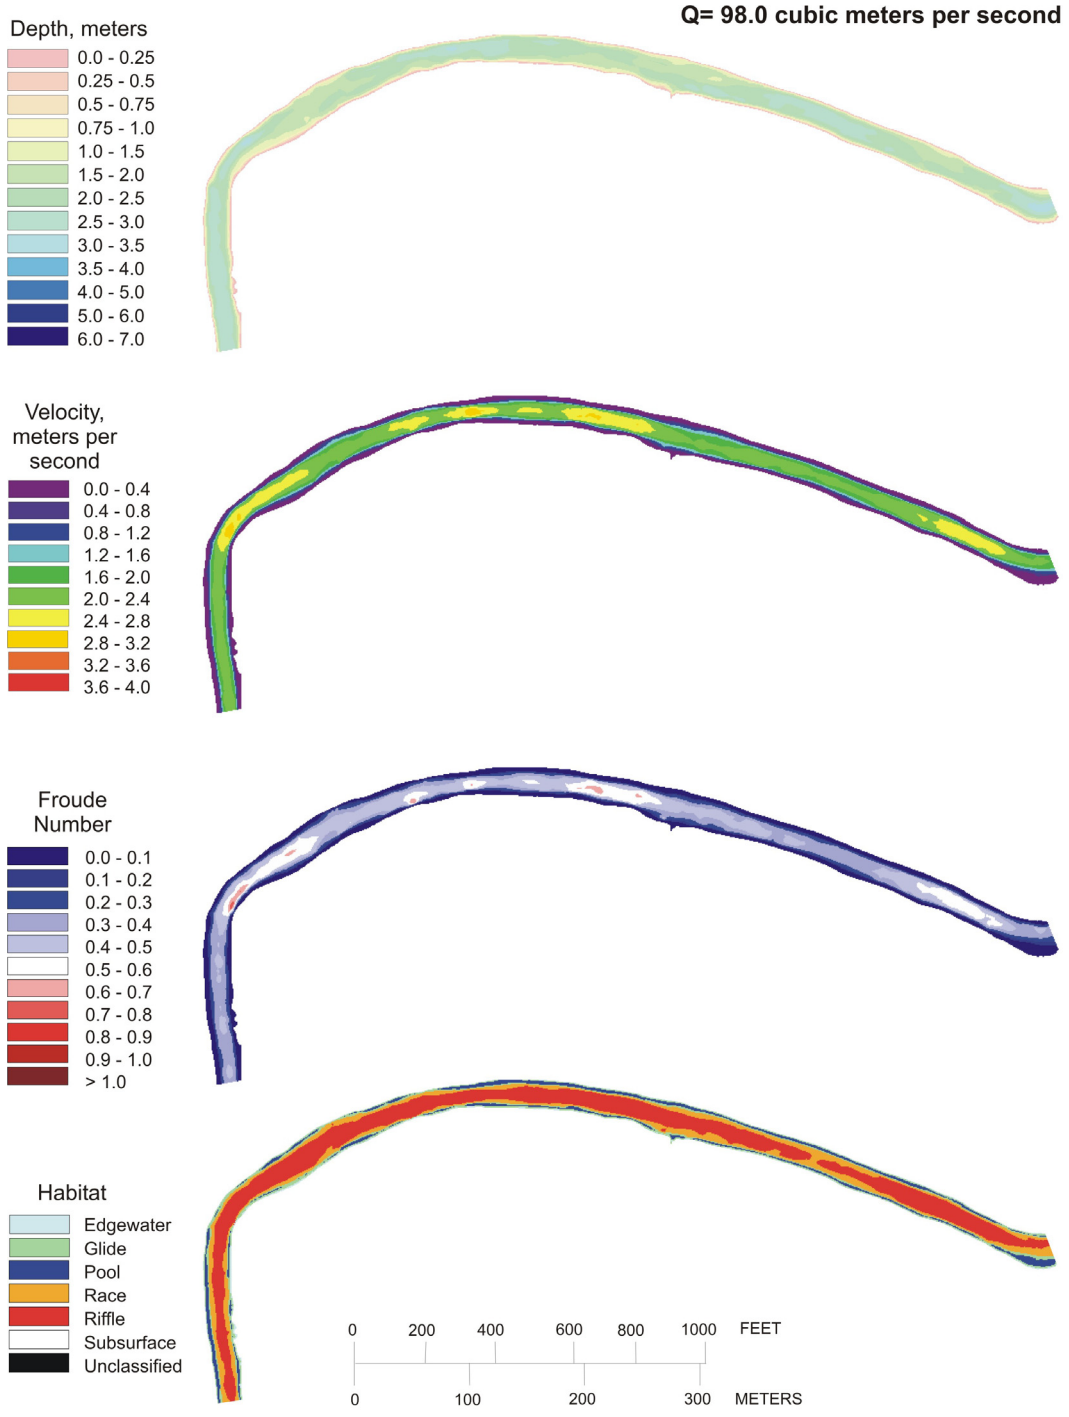 Q= 98.0 cubic meters per second
Depth, meters
0.0 - 0.25
0.25 - 0.5
0.5 - 0.75
0.75 - 1.0
1.0 - 1.5
1.5 - 2.0
2.0 - 2.5
2.5 - 3.0
3.0 - 3.5
3.5 - 4.0
4.0 - 5.0
5.0 - 6.0
6.0 - 7.0
Velocity,
meters per
second
0.0 - 0.4
0.4 - 0.8
0.8 - 1.2
1.2 - 1.6
1.6 - 2.0
2.0 - 2.4
2.4 - 2.8
2.8 - 3.2
3.2 - 3.6
3.6 - 4.0
Froude
Number
0.0 - 0.1
0.1 - 0.2
0.2 - 0.3
0.3 - 0.4
0.4 - 0.5
0.5 - 0.6
0.6 - 0.7
0.7 - 0.8
0.8 - 0.9
0.9 - 1.0
> 1.0
Habitat
Edgewater
Glide
Pool
Race
Riffle
Subsurface
Unclassified
0 200 400 600 800 1000 FEET
0 100 200 300 METERS